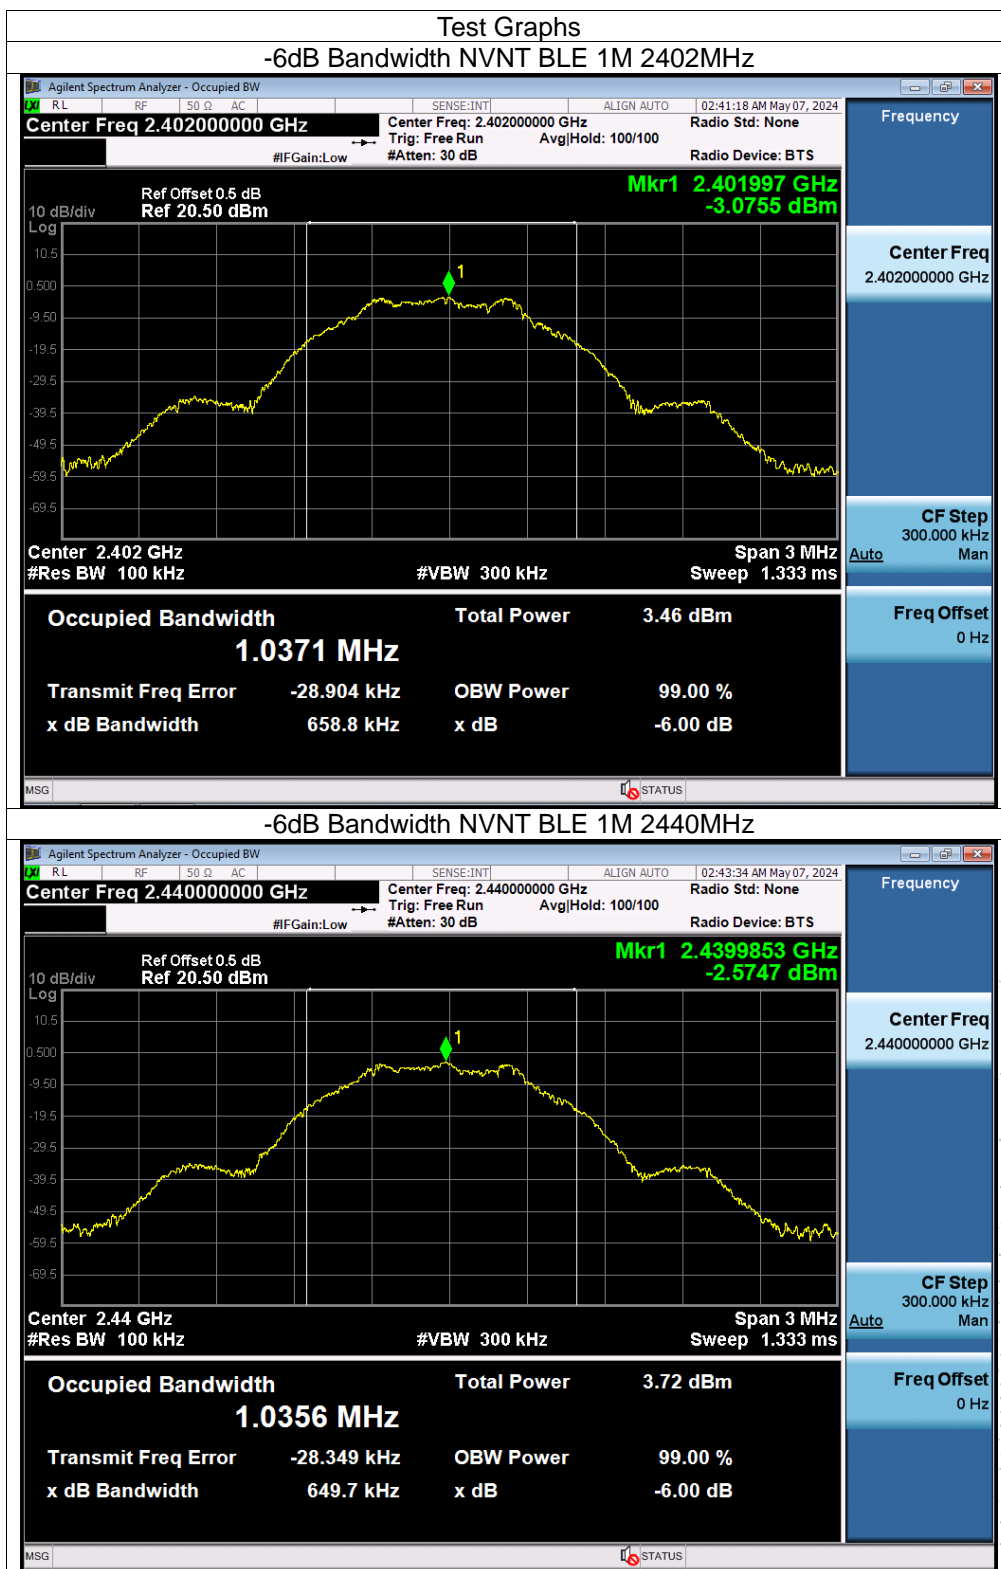 Test Graphs
-6dB Bandwidth NVNT BLE 1M 2402MHz
Agilent Spectrum Analyzer - Occupied BW
LXI RL RF 50 Ω AC SENSE:INT ALIGN AUTO 02:41:18 AM May 07, 2024
Center Freq 2.402000000 GHz
Center Freq: 2.402000000 GHz Radio Std: None
Trig: Free Run Avg|Hold: 100/100
#IFGain:Low #Atten: 30 dB Radio Device: BTS
Frequency
Mkr1 2.401997 GHz
-3.0755 dBm
Ref Offset 0.5 dB
10 dB/div Ref 20.50 dBm
Log
10.5
0.500
-9.50
-19.5
-29.5
-39.5
-49.5
-59.5
-69.5
1
Center Freq
2.402000000 GHz
Center 2.402 GHz Span 3 MHz
#Res BW 100 kHz #VBW 300 kHz Sweep 1.333 ms
CF Step
300.000 kHz
Auto Man
Occupied Bandwidth Total Power 3.46 dBm
1.0371 MHz
Transmit Freq Error -28.904 kHz OBW Power 99.00 %
x dB Bandwidth 658.8 kHz x dB -6.00 dB
Freq Offset
0 Hz
MSG STATUS
-6dB Bandwidth NVNT BLE 1M 2440MHz
Agilent Spectrum Analyzer - Occupied BW
LXI RL RF 50 Ω AC SENSE:INT ALIGN AUTO 02:43:34 AM May 07, 2024
Center Freq 2.440000000 GHz
Center Freq: 2.440000000 GHz Radio Std: None
Trig: Free Run Avg|Hold: 100/100
#IFGain:Low #Atten: 30 dB Radio Device: BTS
Frequency
Mkr1 2.4399853 GHz
-2.5747 dBm
Ref Offset 0.5 dB
10 dB/div Ref 20.50 dBm
Log
10.5
0.500
-9.50
-19.5
-29.5
-39.5
-49.5
-59.5
-69.5
1
Center Freq
2.440000000 GHz
Center 2.44 GHz Span 3 MHz
#Res BW 100 kHz #VBW 300 kHz Sweep 1.333 ms
CF Step
300.000 kHz
Auto Man
Occupied Bandwidth Total Power 3.72 dBm
1.0356 MHz
Transmit Freq Error -28.349 kHz OBW Power 99.00 %
x dB Bandwidth 649.7 kHz x dB -6.00 dB
Freq Offset
0 Hz
MSG STATUS